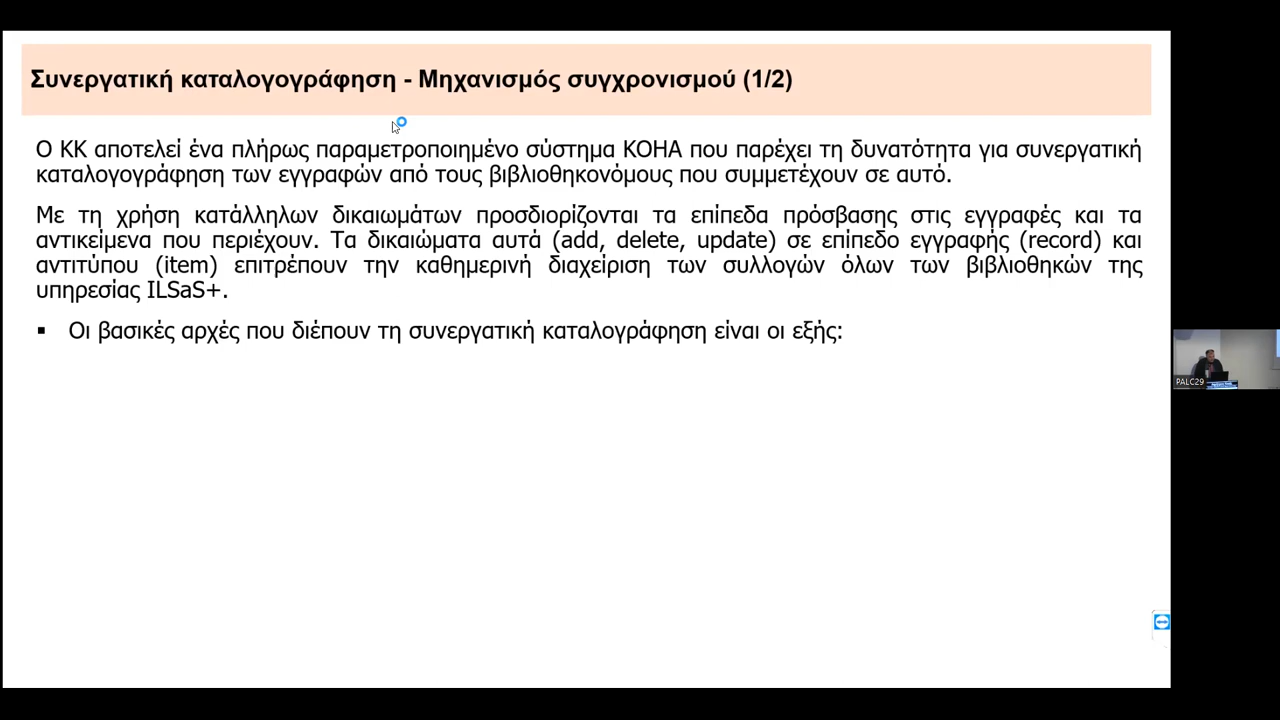 Συνεργατική καταλογογράφηση - Μηχανισμός συγχρονισμού (1/2)
Ο ΚΚ αποτελεί ένα πλήρως παραμετροποιημένο σύστημα ΚΟΗΑ που παρέχει τη δυνατότητα για συνεργατική
καταλογογράφηση των εγγραφών από τους βιβλιοθηκονόμους που συμμετέχουν σε αυτό.
Με τη χρήση κατάλληλων δικαιωμάτων προσδιορίζονται τα επίπεδα πρόσβασης στις εγγραφές και τα
αντικείμενα που περιέχουν. Τα δικαιώματα αυτά (add, delete, update) σε επίπεδο εγγραφής (record) και
αντιτύπου (item) επιτρέπουν την καθημερινή διαχείριση των συλλογών όλων των βιβλιοθηκών της
υπηρεσίας ILSaS+.
▪ Οι βασικές αρχές που διέπουν τη συνεργατική καταλογράφηση είναι οι εξής:
PALC29